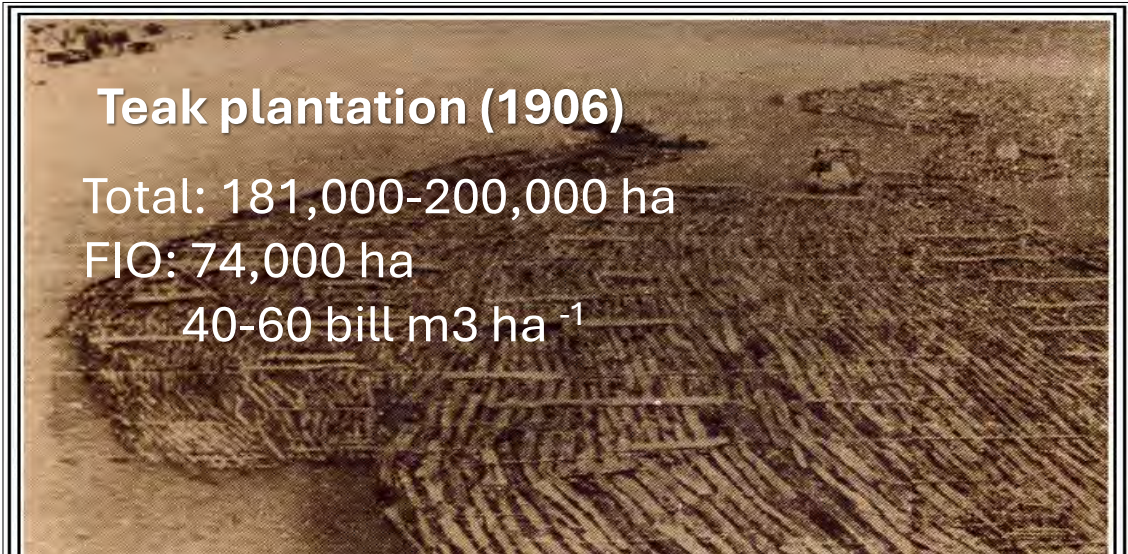 Teak plantation (1906)
Total: 181,000-200,000 ha
FIO: 74,000 ha
40-60 bill m3 ha -1